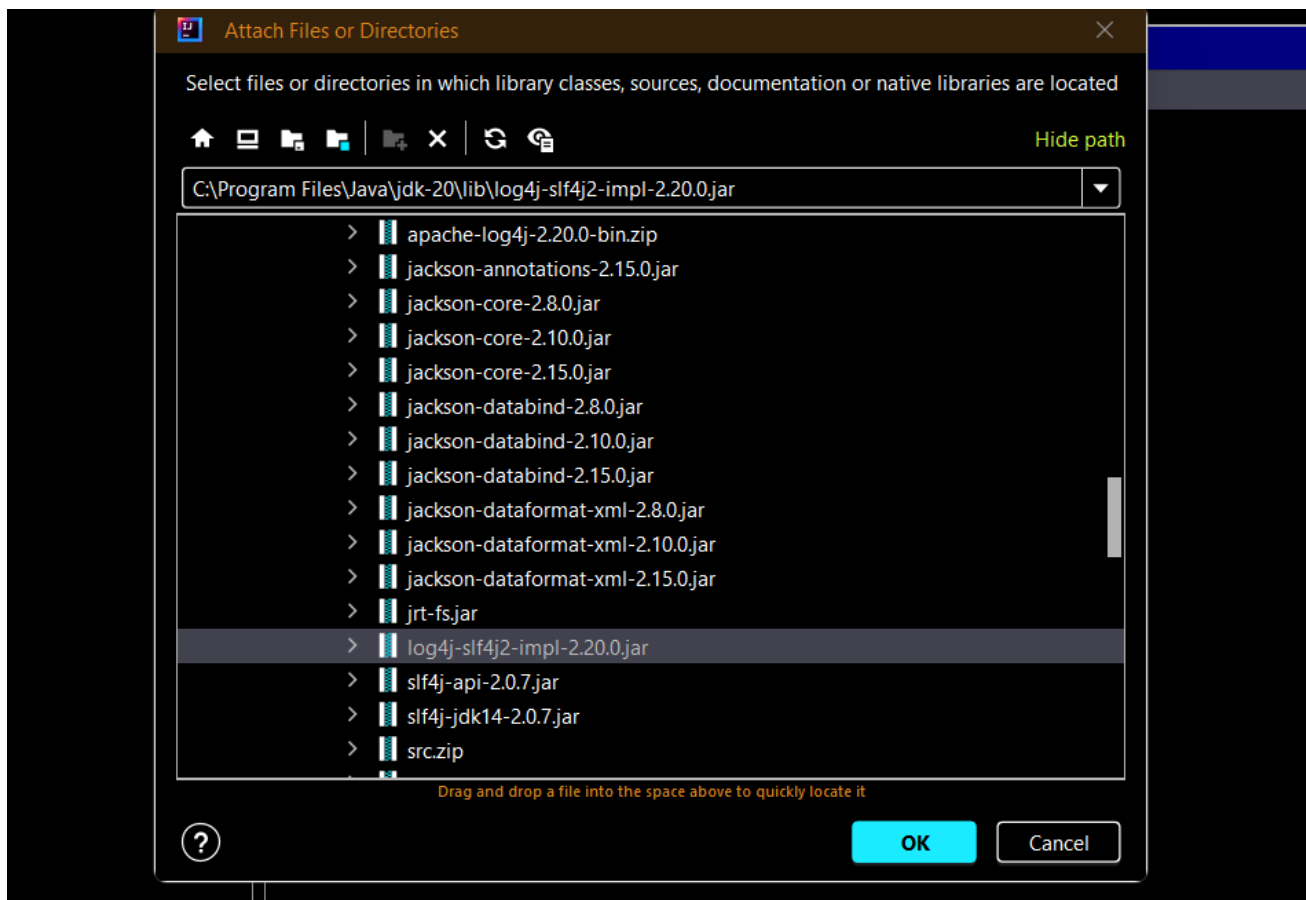 Attach Files or Directories
Select files or directories in which library classes, sources, documentation or native libraries are located
Hide path
C:\Program Files\Java\jdk-20\lib\log4j-slf4j2-impl-2.20.0.jar
apache-log4j-2.20.0-bin.zip
jackson-annotations-2.15.0.jar
jackson-core-2.8.0.jar
jackson-core-2.10.0.jar
jackson-core-2.15.0.jar
jackson-databind-2.8.0.jar
jackson-databind-2.10.0.jar
jackson-databind-2.15.0.jar
jackson-dataformat-xml-2.8.0.jar
jackson-dataformat-xml-2.10.0.jar
jackson-dataformat-xml-2.15.0.jar
jrt-fs.jar
log4j-slf4j2-impl-2.20.0.jar
slf4j-api-2.0.7.jar
slf4j-jdk14-2.0.7.jar
src.zip
Drag and drop a file into the space above to quickly locate it
? OK Cancel